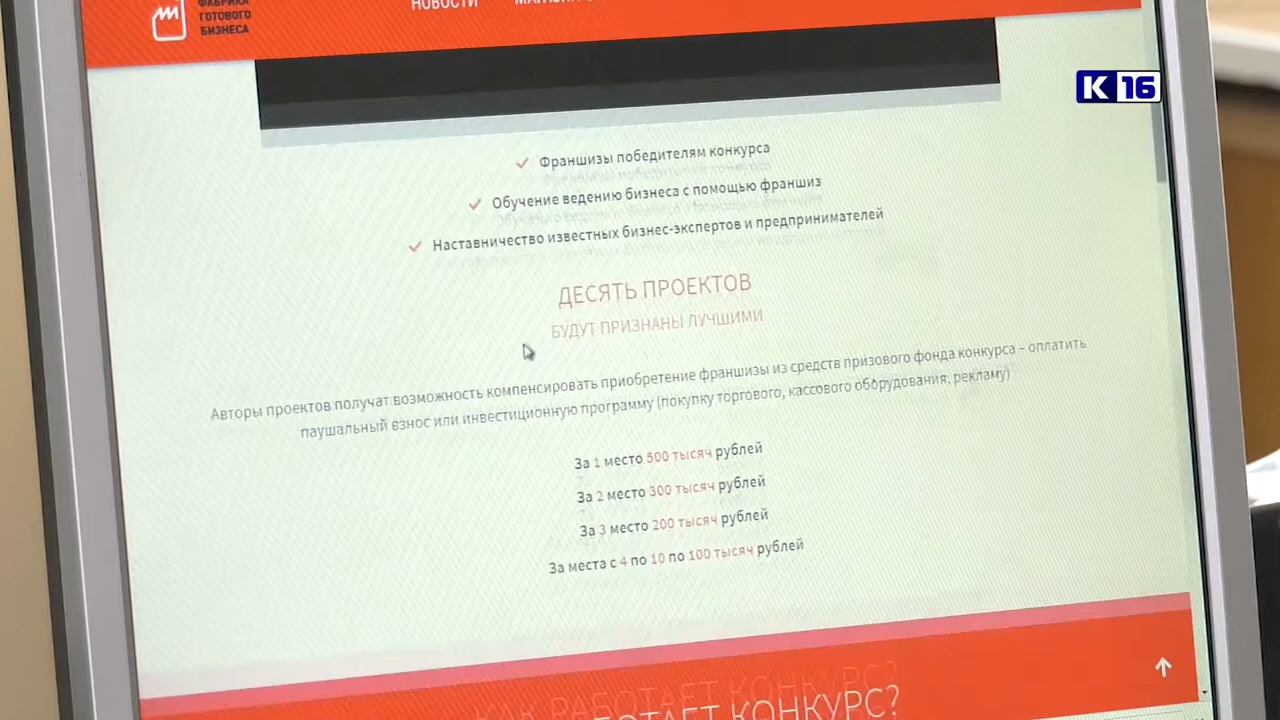 ФАБРИКА
ГОТОВОГО
БИЗНЕСА
НОВОСТИ
К 16
Франшизы победителям конкурса
Обучение ведению бизнеса с помощью франшиз
Наставничество известных бизнес-экспертов и предпринимателей
ДЕСЯТЬ ПРОЕКТОВ
БУДУТ ПРИЗНАНЫ ЛУЧШИМИ
Авторы проектов получат возможность компенсировать приобретение франшизы из средств призового фонда конкурса – оплатить
паушальный взнос или инвестиционную программу (покупку торгового, кассового оборудования, рекламу)
За 1 место 500 тысяч рублей
За 2 место 300 тысяч рублей
За 3 место 200 тысяч рублей
За места с 4 по 10 по 100 тысяч рублей
КАК РАБОТАЕТ КОНКУРС?